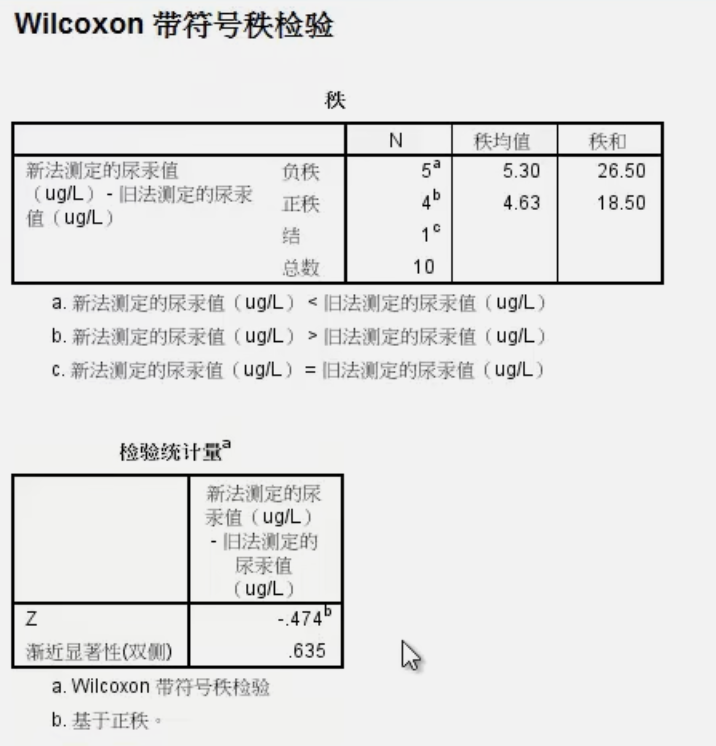 Wilcoxon 带符号秩检验
秩
N 秩均值 秩和
新法测定的尿汞值 负秩 5a 5.30 26.50
（ug/L）- 旧法测定的尿汞 正秩 4b 4.63 18.50
值（ug/L）
结 1c
总数 10
a. 新法测定的尿汞值（ug/L） < 旧法测定的尿汞值（ug/L）
b. 新法测定的尿汞值（ug/L） > 旧法测定的尿汞值（ug/L）
c. 新法测定的尿汞值（ug/L） = 旧法测定的尿汞值（ug/L）
检验统计量a
新法测定的尿
汞值（ug/L）
- 旧法测定的
尿汞值
（ug/L）
Z -.474b
渐近显著性(双侧) .635
a. Wilcoxon 带符号秩检验
b. 基于正秩。